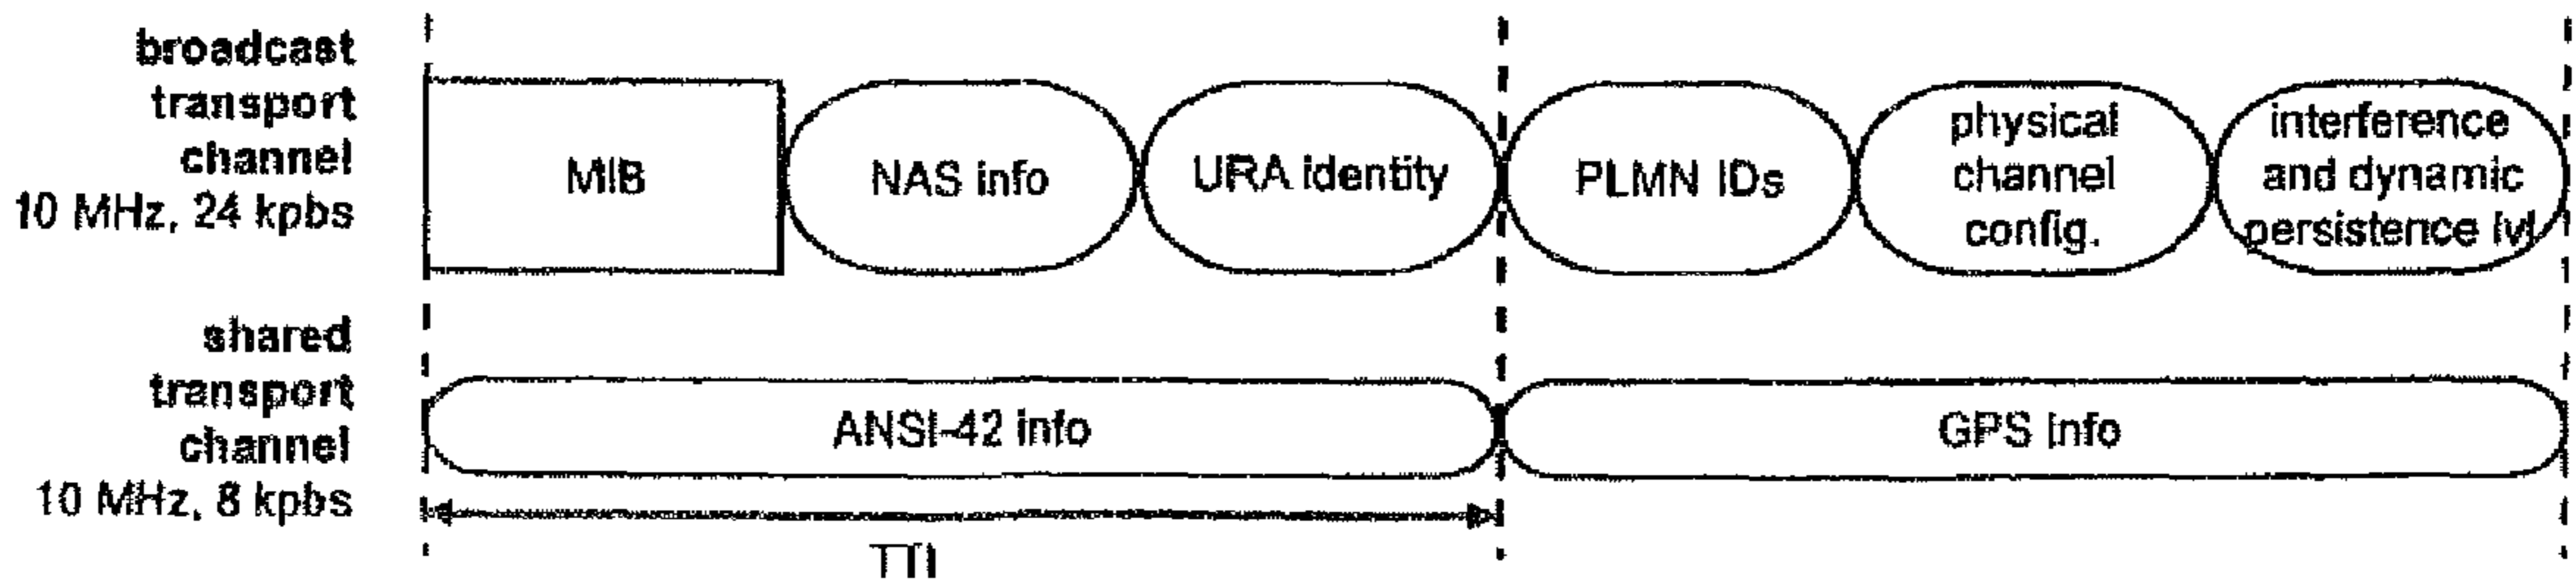 broadcast
transport
channel
10 MHz, 24 kpbs
MIB
NAS info
URA identity
PLMN IDs
physical
channel
config.
interference
and dynamic
persistence lvl
shared
transport
channel
10 MHz, 8 kpbs
ANSI-42 info
GPS info
TTI